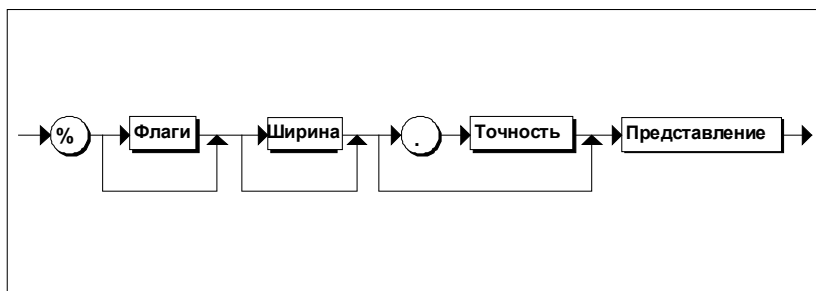 % Флаги Ширина . Точность Представление